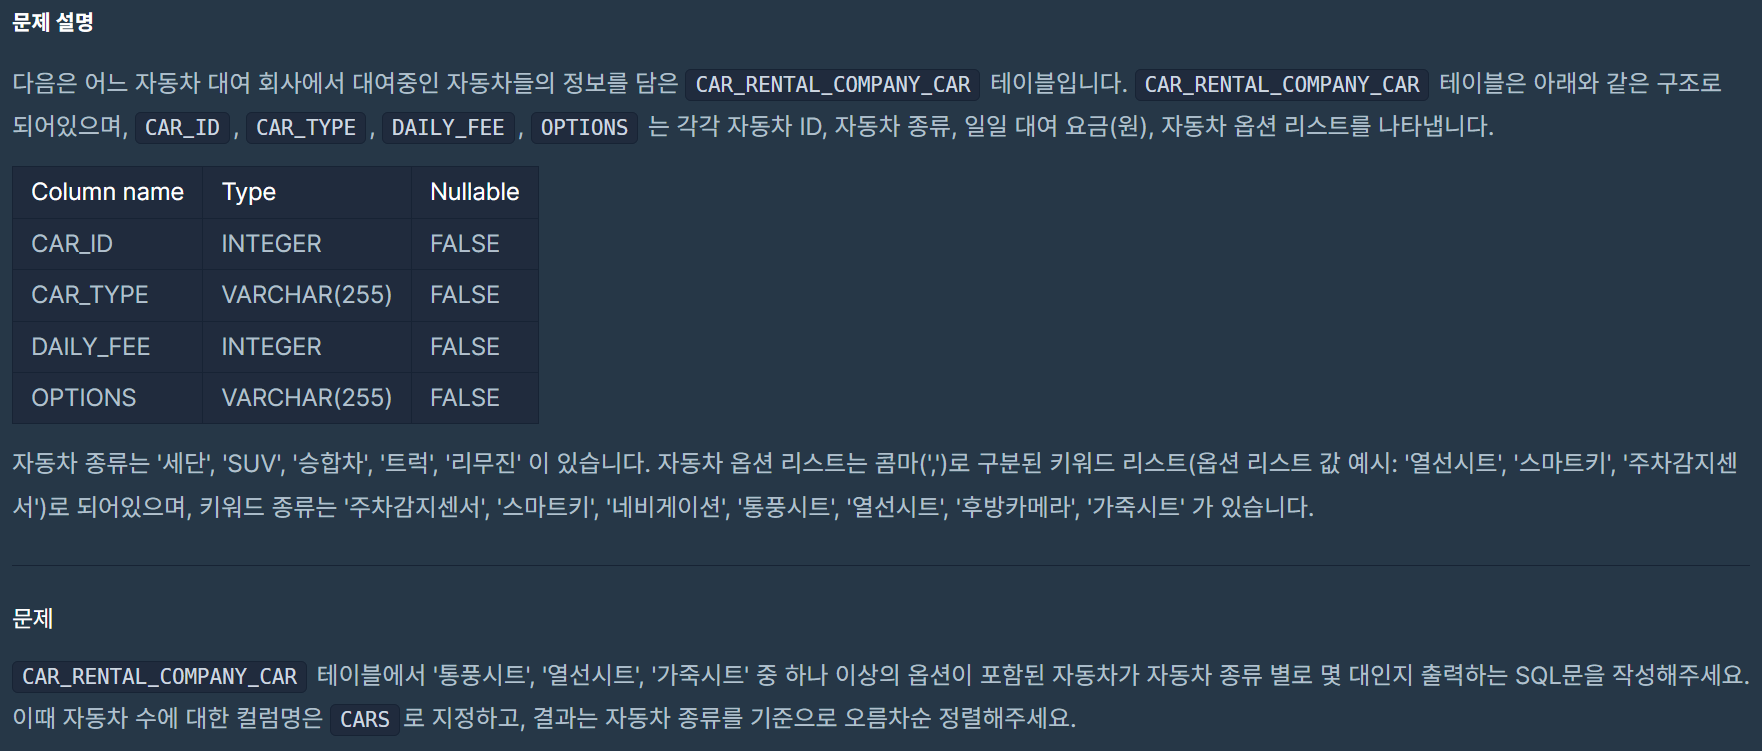 문제 설명
다음은 어느 자동차 대여 회사에서 대여중인 자동차들의 정보를 담은 CAR_RENTAL_COMPANY_CAR 테이블입니다. CAR_RENTAL_COMPANY_CAR 테이블은 아래와 같은 구조로
되어있으며, CAR_ID, CAR_TYPE, DAILY_FEE, OPTIONS 는 각각 자동차 ID, 자동차 종류, 일일 대여 요금(원), 자동차 옵션 리스트를 나타냅니다.
Column name Type Nullable
CAR_ID INTEGER FALSE
CAR_TYPE VARCHAR(255) FALSE
DAILY_FEE INTEGER FALSE
OPTIONS VARCHAR(255) FALSE
자동차 종류는 '세단', 'SUV', '승합차', '트럭', '리무진' 이 있습니다. 자동차 옵션 리스트는 콤마(',')로 구분된 키워드 리스트(옵션 리스트 값 예시: '열선시트', '스마트키', '주차감지센
서')로 되어있으며, 키워드 종류는 '주차감지센서', '스마트키', '네비게이션', '통풍시트', '열선시트', '후방카메라', '가죽시트' 가 있습니다.
문제
CAR_RENTAL_COMPANY_CAR 테이블에서 '통풍시트', '열선시트', '가죽시트' 중 하나 이상의 옵션이 포함된 자동차가 자동차 종류 별로 몇 대인지 출력하는 SQL문을 작성해주세요.
이때 자동차 수에 대한 컬럼명은 CARS 로 지정하고, 결과는 자동차 종류를 기준으로 오름차순 정렬해주세요.